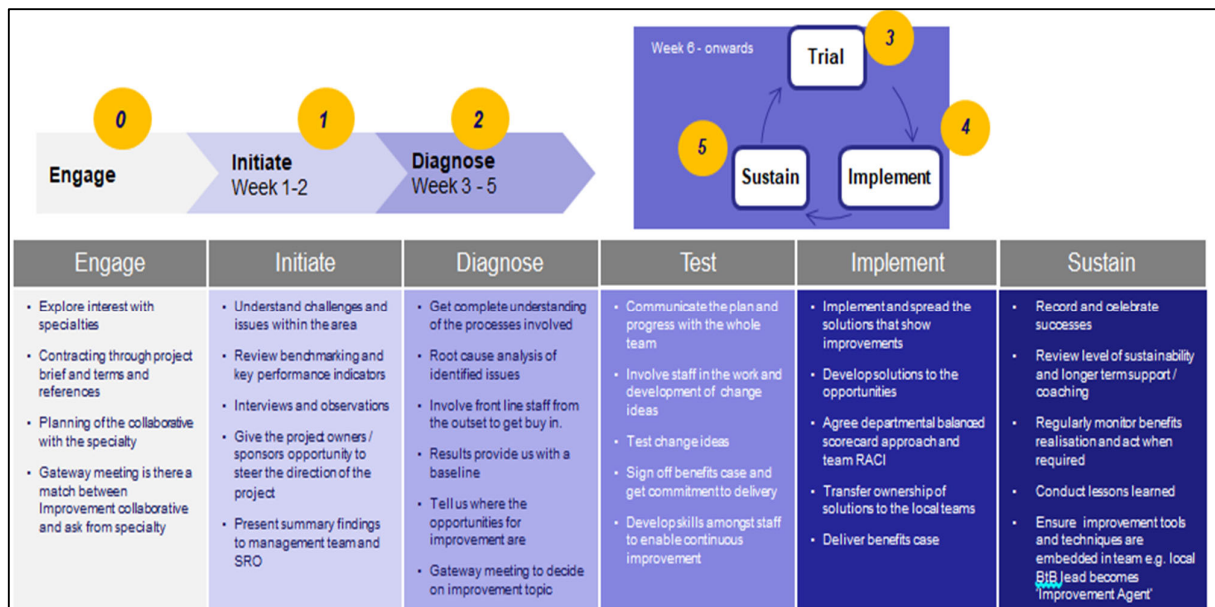 Week 6 - onwards
3
Trial
0
1
2
4
5
Engage
Initiate
Week 1-2
Diagnose
Week 3 - 5
Sustain
Implement
Engage
Explore interest with
specialties
Contracting through project
brief and terms and
references
Planning of the collaborative
with the specialty
Gateway meeting is there a
match between
Improvement collaborative
and ask from specialty
Initiate
Understand challenges and
issues within the area
Review benchmarking and
key performance indicators
Interviews and observations
Give the project owners /
sponsors opportunity to
steer the direction of the
project
Present summary findings
to management team and
SRO
Diagnose
Get complete understanding
of the processes involved
Root cause analysis of
identified issues
Involve front line staff from
the outset to get buy in.
Results provide us with a
baseline
Tell us where the
opportunities for
improvement are
Gateway meeting to decide
on improvement topic
Test
Communicate the plan and
progress with the whole
team
Involve staff in the work and
development of change
ideas
Test change ideas
Sign off benefits case and
get commitment to delivery
Develop skills amongst staff
to enable continuous
improvement
Implement
Implement and spread the
solutions that show
improvements
Develop solutions to the
opportunities
Agree departmental balanced
scorecard approach and
team RACI
Transfer ownership of
solutions to the local teams
Deliver benefits case
Sustain
Record and celebrate
successes
Review level of sustainability
and longer term support /
coaching
Regularly monitor benefits
realisation and act when
required
Conduct lessons learned
Ensure improvement tools
and techniques are
embedded in team e.g. local
BtB lead becomes
'Improvement Agent'